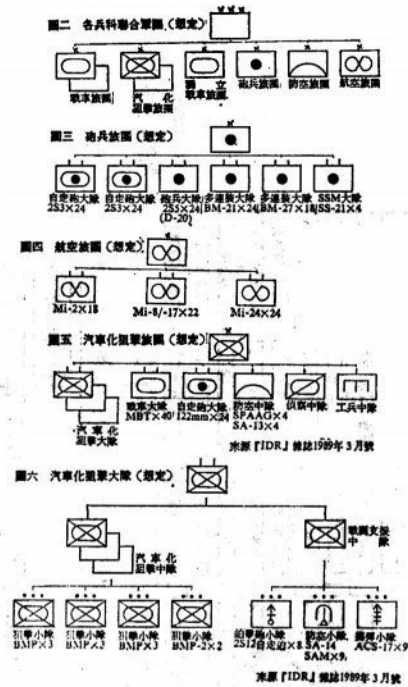 圖二 各兵科聯合軍團(想定)
戰車旅團
汽化
狙擊旅團
獨立
戰車旅團
砲兵旅團
防空旅團
航空旅團
圖三 砲兵旅團(想定)
自走砲大隊
2S3×24
自走砲大隊
2S3×24
砲兵大隊
2S5×24
(D-20)
多連裝大隊
BM-21×24
多連裝大隊
BM-27×18
SSM大隊
SS-21×4
圖四 航空旅團(想定)
Mi-2×18
Mi-8/-17×22
Mi-24×24
圖五 汽車化狙擊旅團(想定)
汽車化
狙擊大隊
戰車大隊
MBT×40
自走砲大隊
122mm×24
防空中隊
SPAAG×4
SA-13×4
偵察中隊
工兵中隊
來源『IDR』雜誌1989年3月號
圖六 汽車化狙擊大隊(想定)
汽車化
狙擊中隊
戰鬥支援
中隊
狙擊小隊
BMP×3
狙擊小隊
BMP×3
狙擊小隊
BMP×3
狙擊小隊
BMP-2×2
迫擊砲小隊
2S12自走迫×8
防空小隊
SA-14
SAM×9
榴彈小隊
ACS-17×9
來源『IDR』雜誌1989年3月號